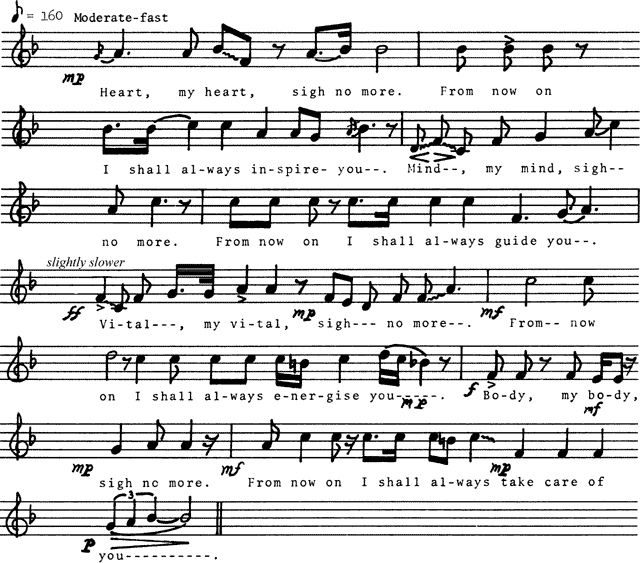 ♪ = 160 Moderate-fast
mp
Heart, my heart, sigh no more. From now on
I shall al-ways in-spire- you--. Mind--, my mind, sigh--
no more. From now on I shall al-ways guide you--.
slightly slower
ff mp mf
Vi-tal---, my vi-tal, sigh--- no more--. From-- now
on I shall al-ways e-ner-gise you-----. Bo-dy, my bo-dy,
mp f mf
mp mf mp
sigh no more. From now on I shall al-ways take care of
3
p
you----------.